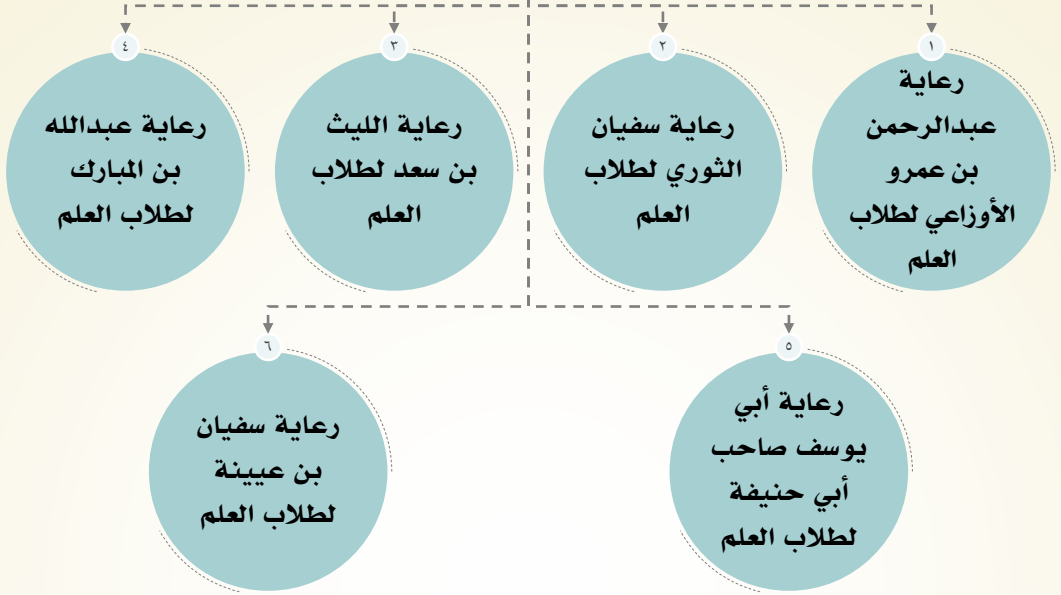 ١
رعاية
عبدالرحمن
بن عمرو
الأوزاعي لطلاب
العلم
٢
رعاية سفيان
الثوري لطلاب
العلم
٣
رعاية الليث
بن سعد لطلاب
العلم
٤
رعاية عبدالله
بن المبارك
لطلاب العلم
٥
رعاية أبي
يوسف صاحب
أبي حنيفة
لطلاب العلم
٦
رعاية سفيان
بن عيينة
لطلاب العلم